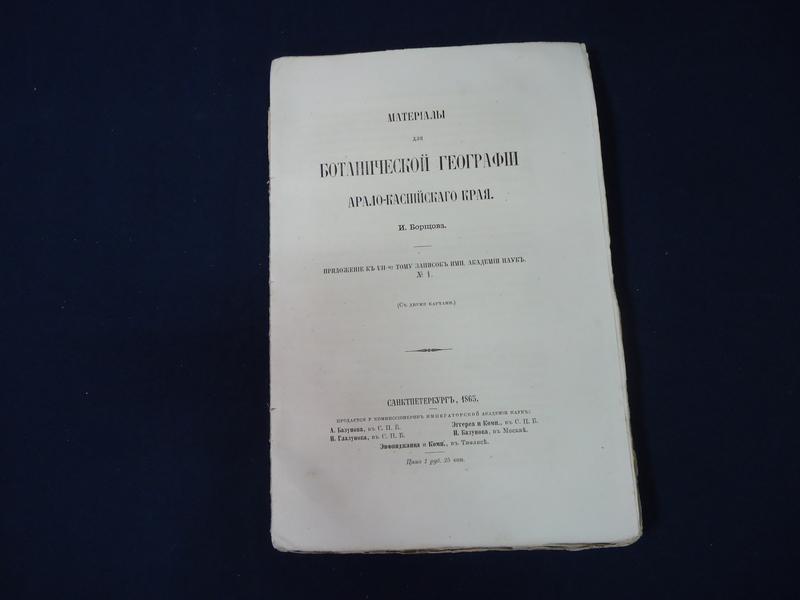 МАТЕРІАЛЫ
ДЛЯ
БОТАНИЧЕСКОЙ ГЕОГРАФІИ
АРАЛО-КАСПІЙСКАГО КРАЯ.
И. Борщова.
ПРИЛОЖЕНІЕ КЪ VII-му ТОМУ ЗАПИСОКЪ ИМП. АКАДЕМІИ НАУКЪ.
№ 1.
(Съ двумя картами.)
САНКТПЕТЕРБУРГЪ, 1865.
ПРОДАЕТСЯ У КОММИССІОНЕРОВЪ ИМПЕРАТОРСКОЙ АКАДЕМІИ НАУКЪ:
А. Базунова, въ С. П. Б. Эггерса и Комп., въ С. П. Б.
И. Глазунова, въ С. П. Б. И. Базунова, въ Москвѣ.
Энфяджянца и Комп., въ Тифлисѣ.
Цѣна 1 руб. 25 коп.